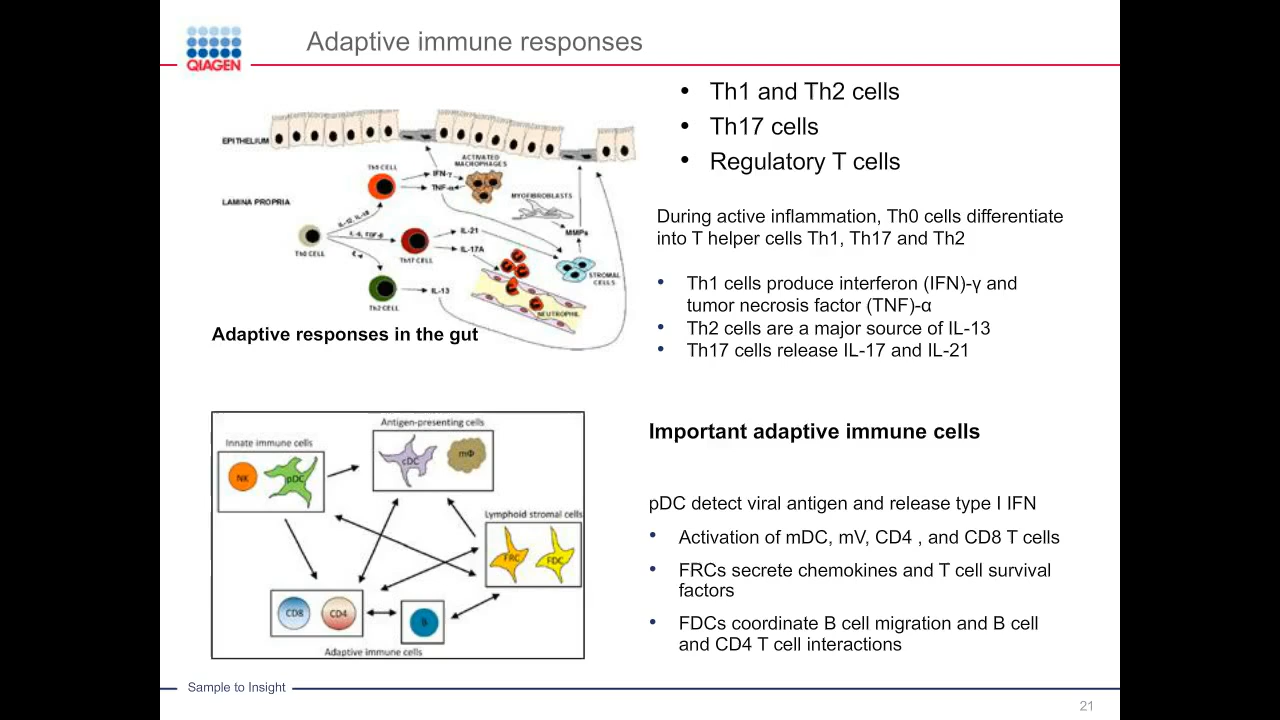 QIAGEN
Adaptive immune responses
• Th1 and Th2 cells
• Th17 cells
• Regulatory T cells
EPITHELIUM
LAMINA PROPRIA
Th0 CELL
IL-12, IL-18
IL-6, TGF-β
Th1 CELL
IFN-γ
TNF-α
ACTIVATED
MACROPHAGES
MYOFIBROBLASTS
MMPs
Th17 CELL
IL-21
IL-17A
STROMAL
CELLS
NEUTROPHIL
Th2 CELL
IL-13
Adaptive responses in the gut
During active inflammation, Th0 cells differentiate
into T helper cells Th1, Th17 and Th2
• Th1 cells produce interferon (IFN)-γ and
tumor necrosis factor (TNF)-α
• Th2 cells are a major source of IL-13
• Th17 cells release IL-17 and IL-21
Antigen-presenting cells
cDC
mΦ
Innate immune cells
NK
pDC
Lymphoid stromal cells
FRC
FDC
CD8
CD4
B
Adaptive immune cells
Important adaptive immune cells
pDC detect viral antigen and release type I IFN
• Activation of mDC, mV, CD4 , and CD8 T cells
• FRCs secrete chemokines and T cell survival
factors
• FDCs coordinate B cell migration and B cell
and CD4 T cell interactions
Sample to Insight
21